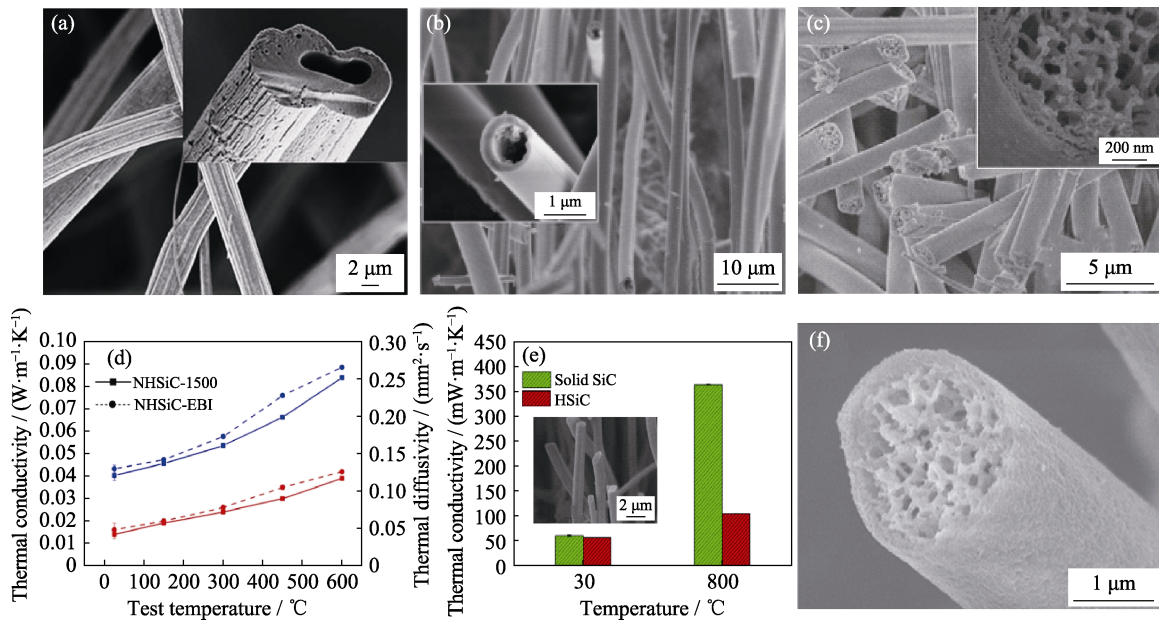 (a)
2 μm
(b)
1 μm
10 μm
(c)
200 nm
5 μm
(d)
Thermal conductivity / (W·m⁻¹·K⁻¹)
0.10
0.09
0.08
0.07
0.06
0.05
0.04
0.03
0.02
0.01
0
NHSiC-1500
NHSiC-EBI
0.30
0.25
0.20
0.15
0.10
0.05
0
Thermal diffusivity / (mm²·s⁻¹)
0 100 200 300 400 500 600
Test temperature / ℃
(e)
Thermal conductivity / (mW·m⁻¹·K⁻¹)
450
400
350
300
250
200
150
100
50
0
Solid SiC
HSiC
2 μm
30 800
Temperature / ℃
(f)
1 μm